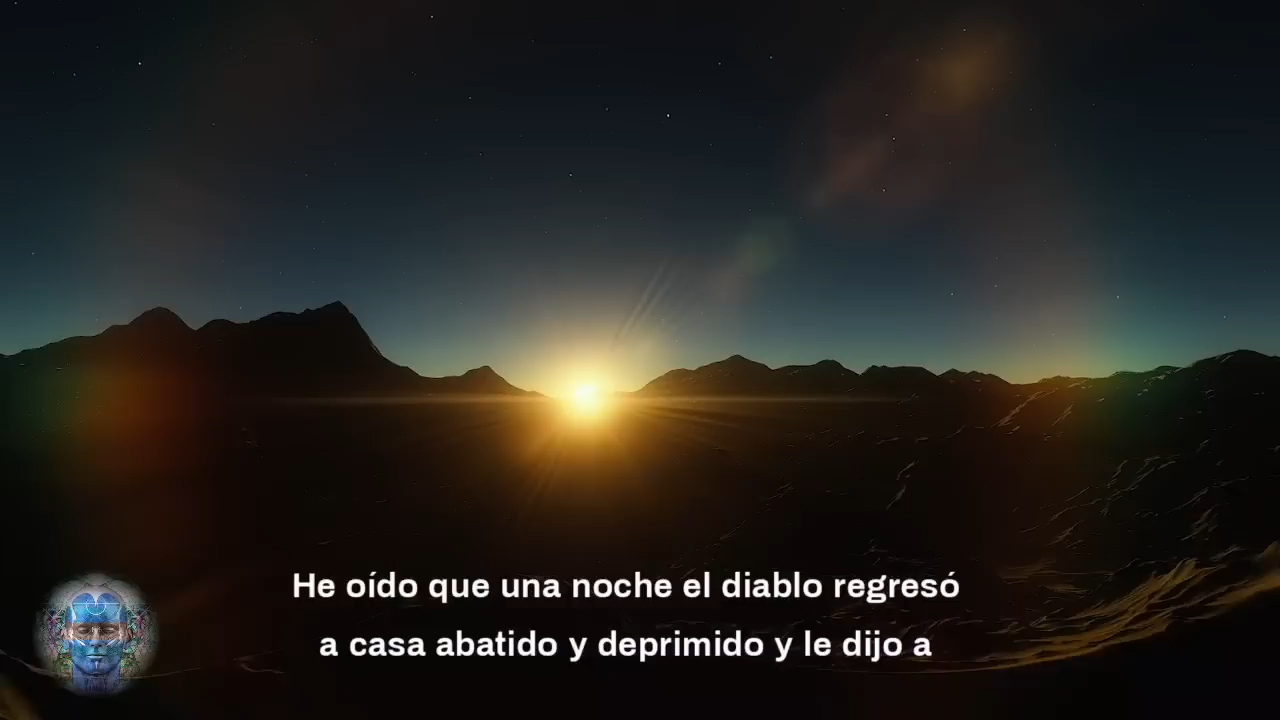 He oído que una noche el diablo regresó
a casa abatido y deprimido y le dijo a